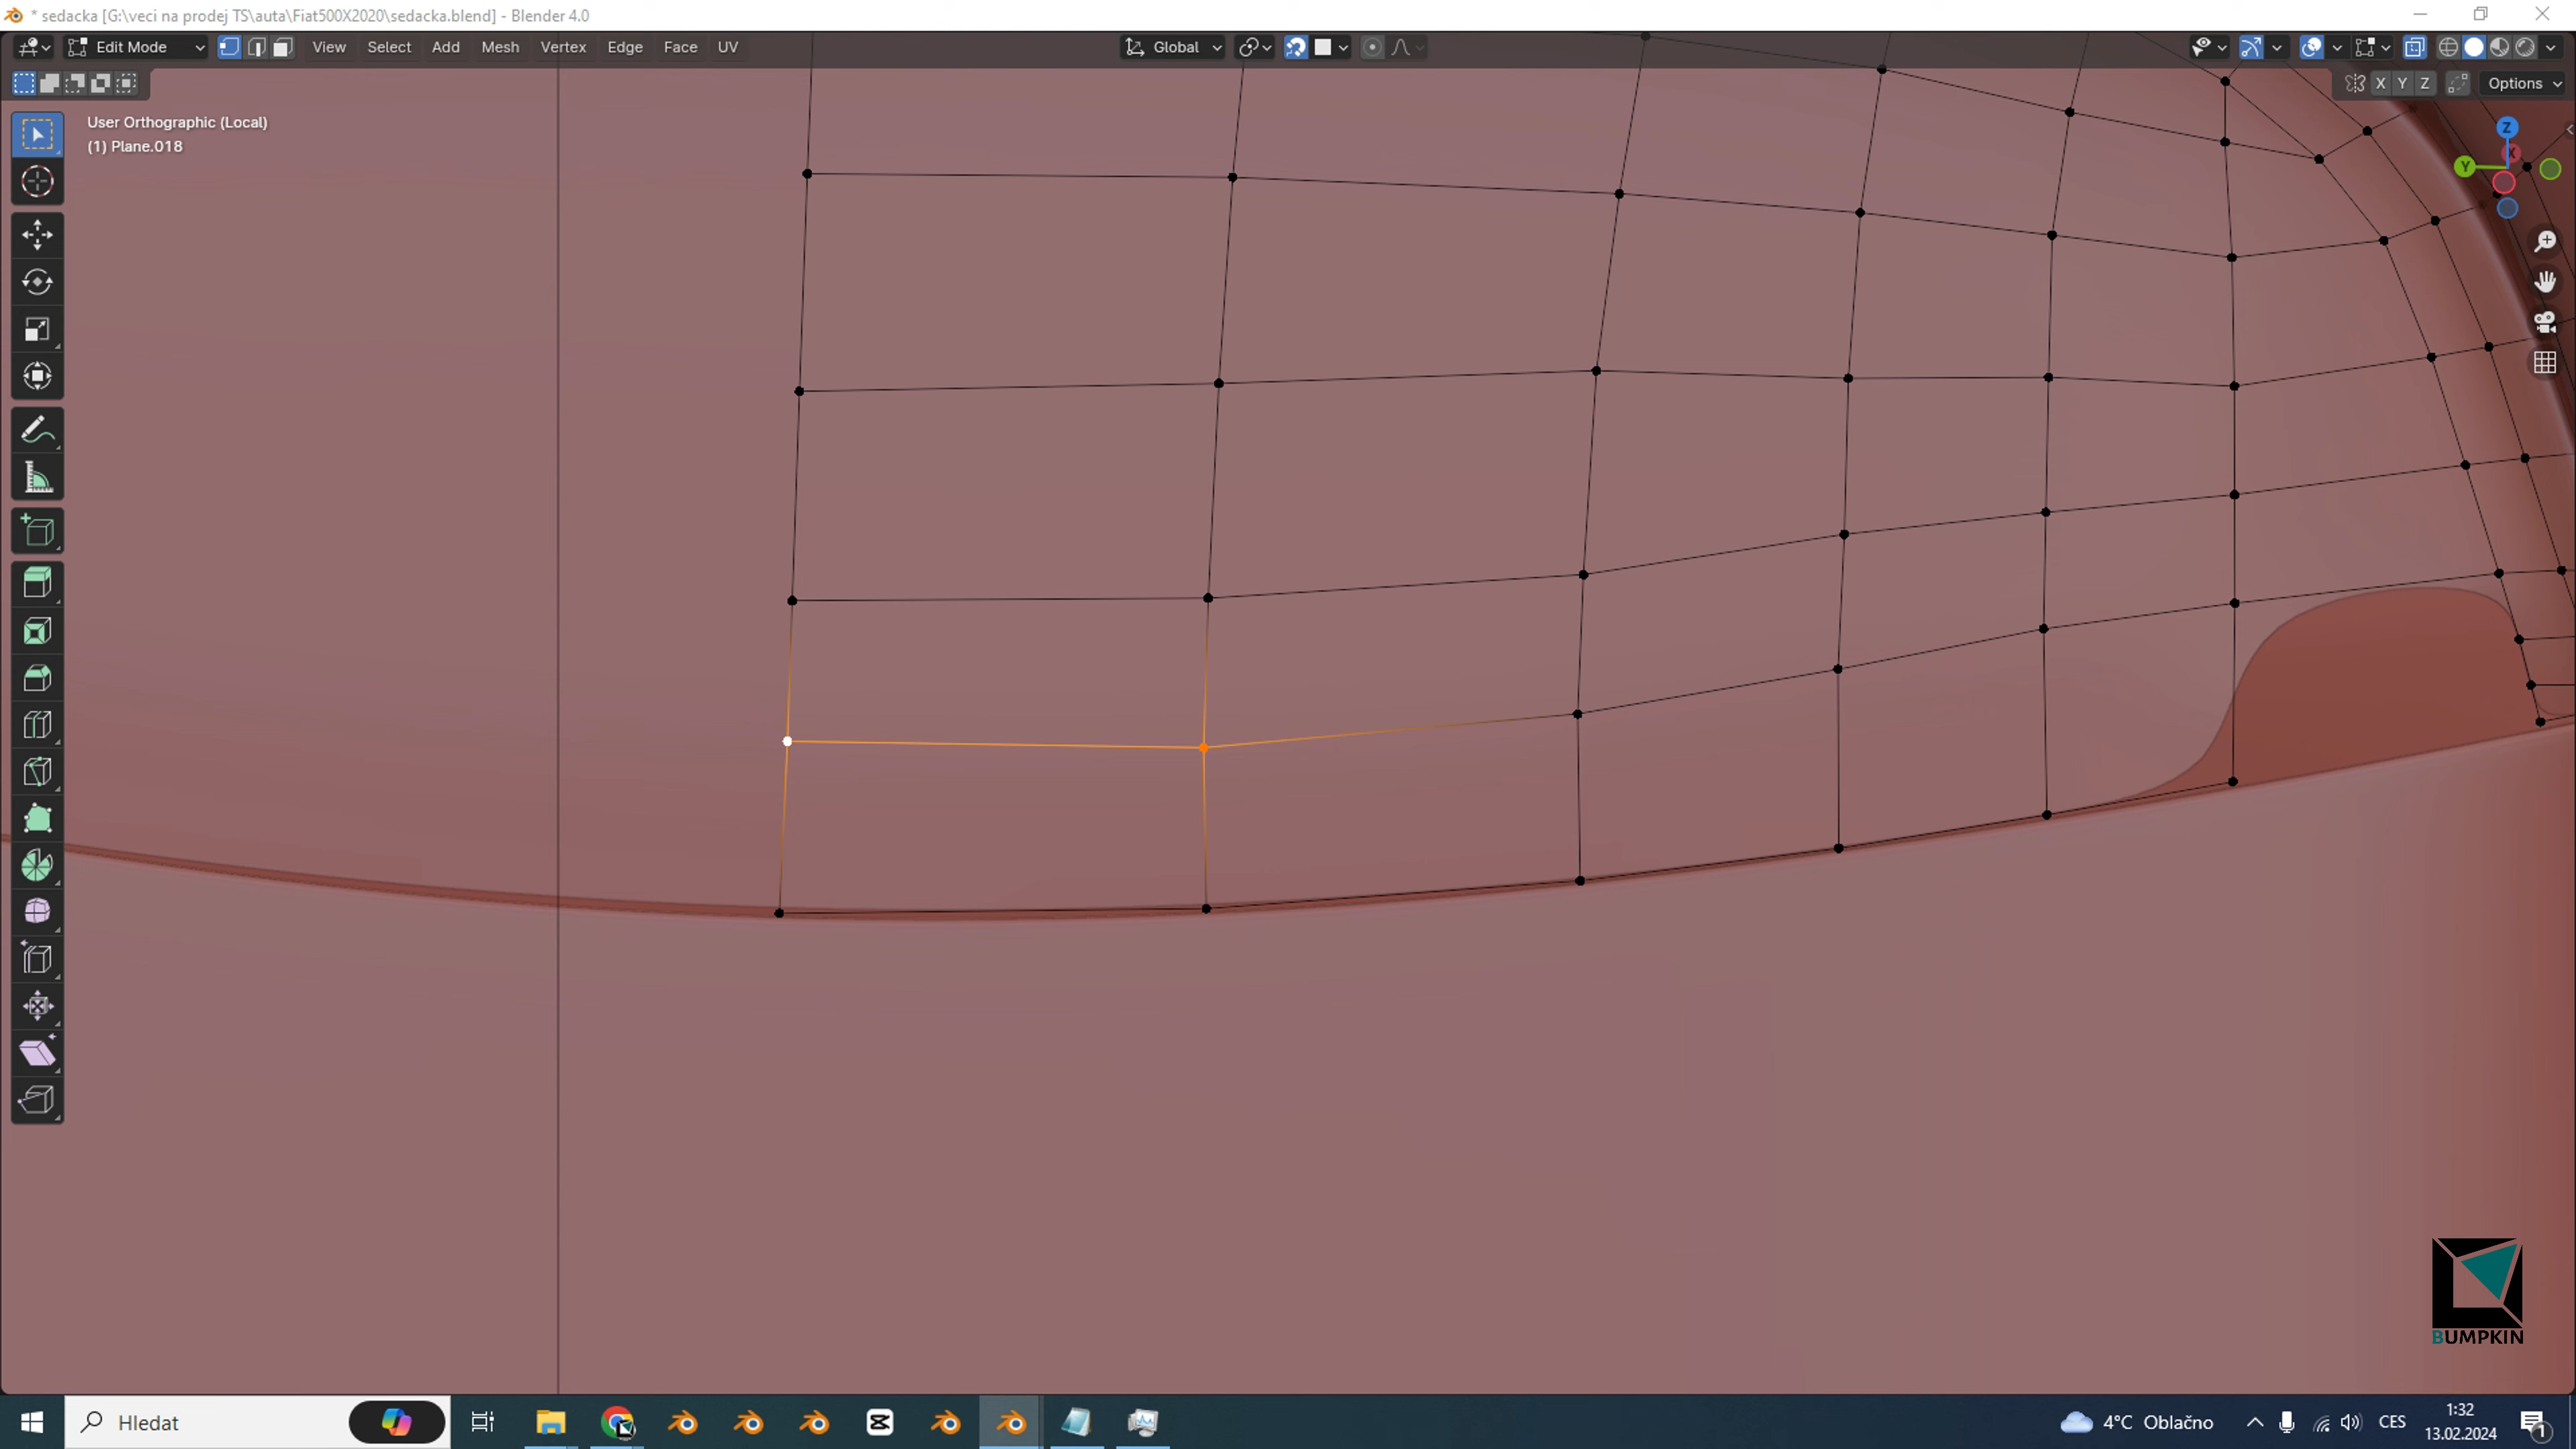 * sedacka [G:\veci na prodej TS\auta\Fiat500X2020\sedacka.blend] - Blender 4.0
Edit Mode View Select Add Mesh Vertex Edge Face UV Global
X Y Z Options
User Orthographic (Local)
(1) Plane.018
Z
Y X
BUMPKIN
Hledat
4°C Oblačno CES
1:32
13.02.2024
1